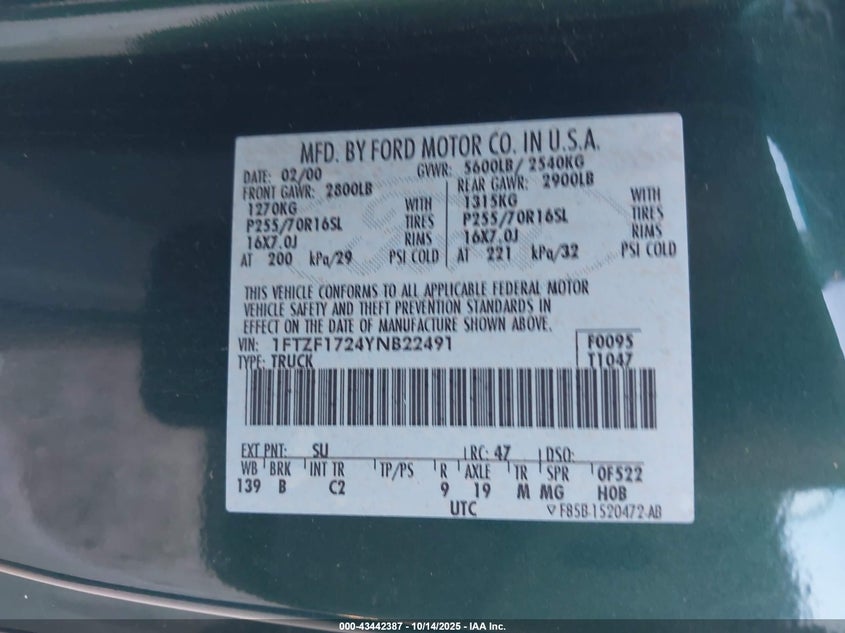 MFD. BY FORD MOTOR CO. IN U.S.A.
DATE: 02/00 GVWR: 5600LB/ 2540KG
FRONT GAWR: 2800LB REAR GAWR: 2900LB
1270KG WITH 1315KG WITH
P255/70R16SL TIRES P255/70R16SL TIRES
16X7.0J RIMS 16X7.0J RIMS
AT 200 kPa/29 PSI COLD AT 221 kPa/32 PSI COLD
THIS VEHICLE CONFORMS TO ALL APPLICABLE FEDERAL MOTOR
VEHICLE SAFETY AND THEFT PREVENTION STANDARDS IN
EFFECT ON THE DATE OF MANUFACTURE SHOWN ABOVE.
VIN: 1FTZF1724YNB22491 F0095
TYPE: TRUCK T1047
EXT PNT: SU RC: 47 DSO:
WB BRK INT TR TP/PS R AXLE TR SPR OF522
139 B C2 9 19 M MG HOB
UTC F85B-1520472-AB
000-43442387 - 10/14/2025 - IAA Inc.